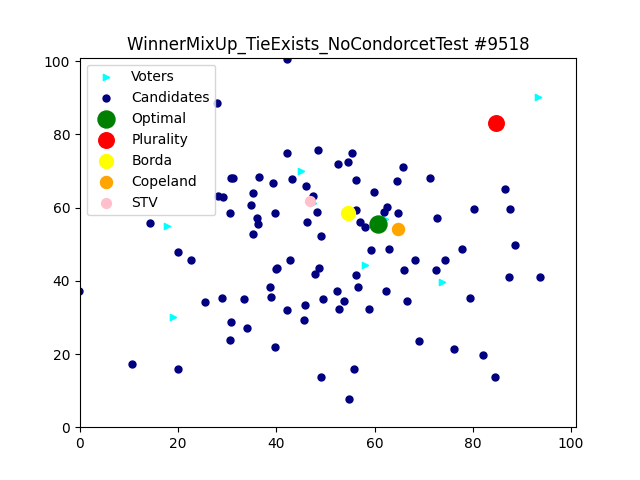 WinnerMixUp_TieExists_NoCondorcetTest #9518
100
80
60
40
20
0
0
20
40
60
80
100
Voters
Candidates
Optimal
Plurality
Borda
Copeland
STV